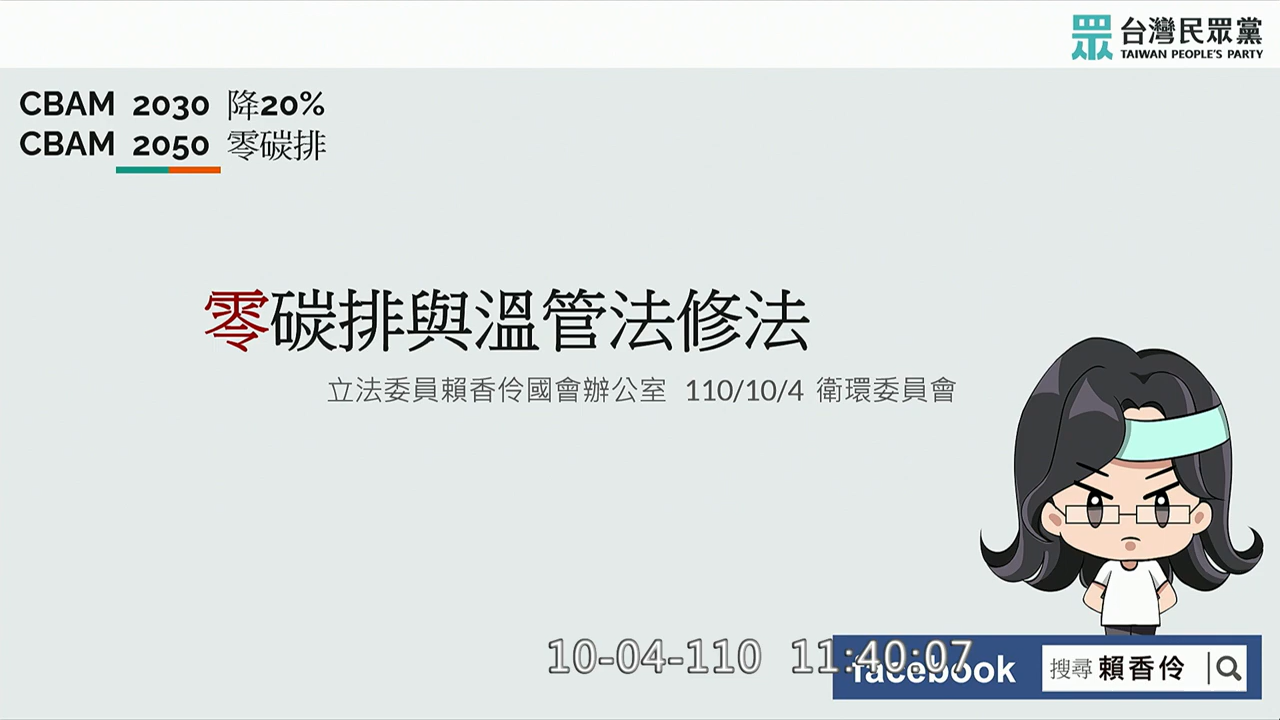 眾 台灣民眾黨
TAIWAN PEOPLE'S PARTY
CBAM 2030 降20%
CBAM 2050 零碳排
零碳排與溫管法修法
立法委員賴香伶國會辦公室 110/10/4 衛環委員會
10-04-110 11:40:07
facebook 搜尋 賴香伶